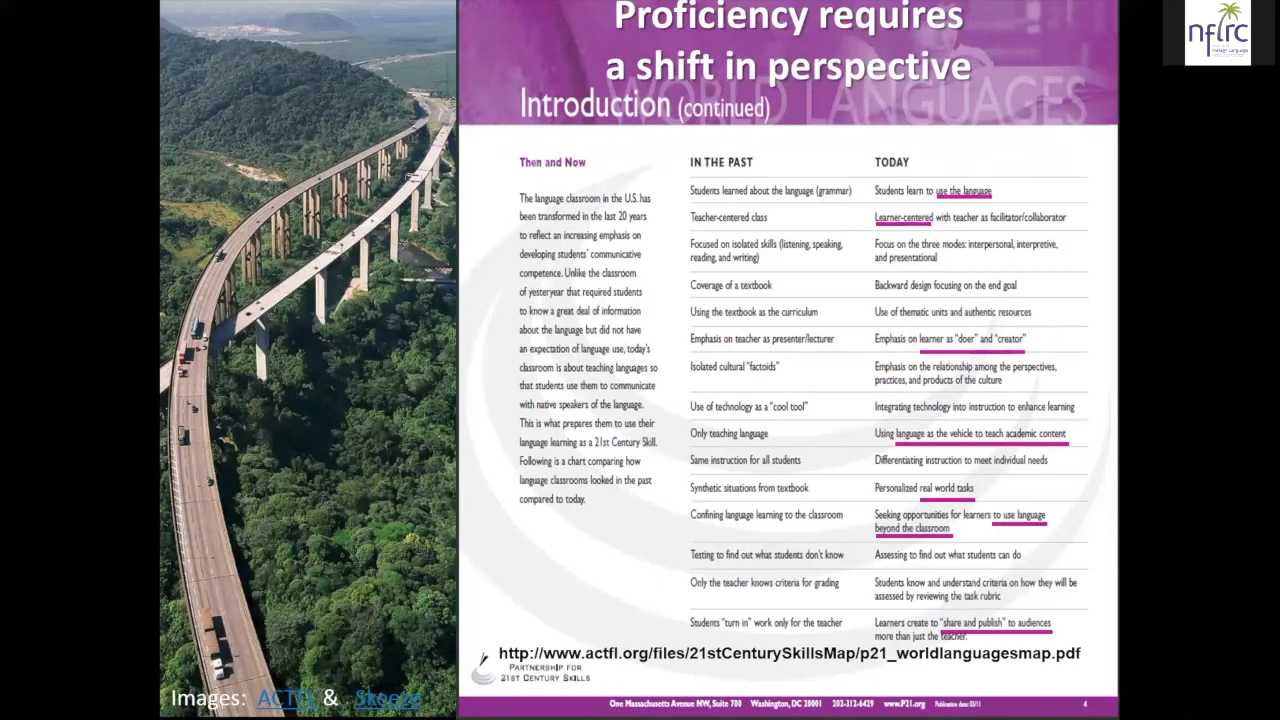 Proficiency requires
a shift in perspective
WORLD LANGUAGES
Introduction (continued)
nflrc
Then and Now
The language classroom in the U.S. has
been transformed in the last 20 years
to reflect an increasing emphasis on
developing students' communicative
competence. Unlike the classroom
of yesteryear that required students
to know a great deal of information
about the language but did not have
an expectation of language use, today's
classroom is about teaching languages so
that students use them to communicate
with native speakers of the language.
This is what prepares them to use their
language learning as a 21st Century Skill.
Following is a chart comparing how
language classrooms looked in the past
compared to today.
IN THE PAST TODAY
Students learned about the language (grammar) Students learn to use the language
Teacher-centered class Learner-centered with teacher as facilitator/collaborator
Focused on isolated skills (listening, speaking, Focus on the three modes: interpersonal, interpretive,
reading, and writing) and presentational
Coverage of a textbook Backward design focusing on the end goal
Using the textbook as the curriculum Use of thematic units and authentic resources
Emphasis on teacher as presenter/lecturer Emphasis on learner as "doer" and "creator"
Isolated cultural "factoids" Emphasis on the relationship among the perspectives,
practices, and products of the culture
Use of technology as a "cool tool" Integrating technology into instruction to enhance learning
Only teaching language Using language as the vehicle to teach academic content
Same instruction for all students Differentiating instruction to meet individual needs
Synthetic situations from textbook Personalized real world tasks
Confining language learning to the classroom Seeking opportunities for learners to use language
beyond the classroom
Testing to find out what students don't know Assessing to find out what students can do
Only the teacher knows criteria for grading Students know and understand criteria on how they will be
assessed by reviewing the task rubric
Students "turn in" work only for the teacher Learners create to "share and publish" to audiences
more than just the teacher.
http://www.actfl.org/files/21stCenturySkillsMap/p21_worldlanguagesmap.pdf
PARTNERSHIP FOR
21ST CENTURY SKILLS
Images: ACTFL & Skeeze
One Massachusetts Avenue NW, Suite 700 Washington, DC 20001 202-312-6429 www.P21.org Publication date: 03/11 4